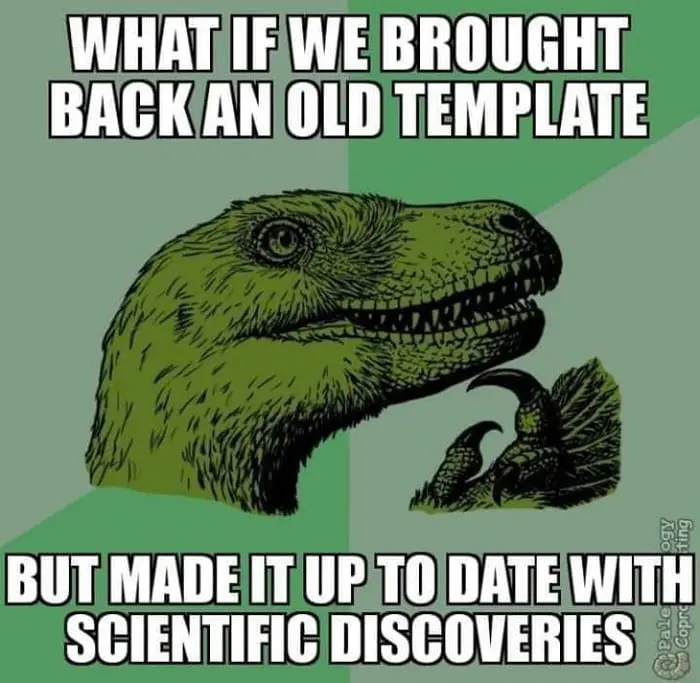 WHAT IF WE BROUGHT
BACK AN OLD TEMPLATE
BUT MADE IT UP TO DATE WITH
SCIENTIFIC DISCOVERIES